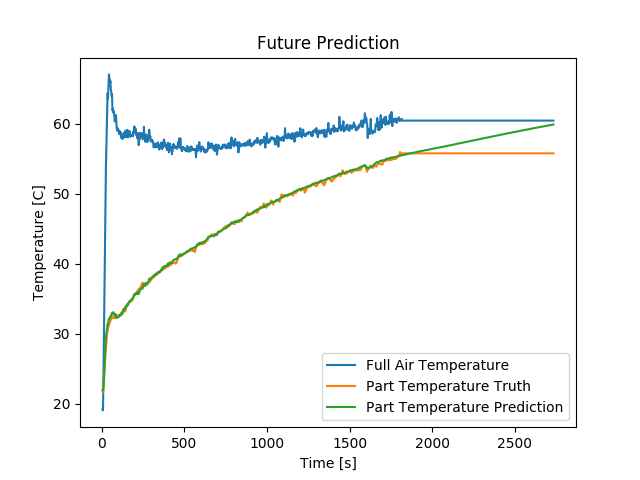 Future Prediction
Temperature [C]
60
50
40
30
20
Full Air Temperature
Part Temperature Truth
Part Temperature Prediction
0
500
1000
1500
2000
2500
Time [s]